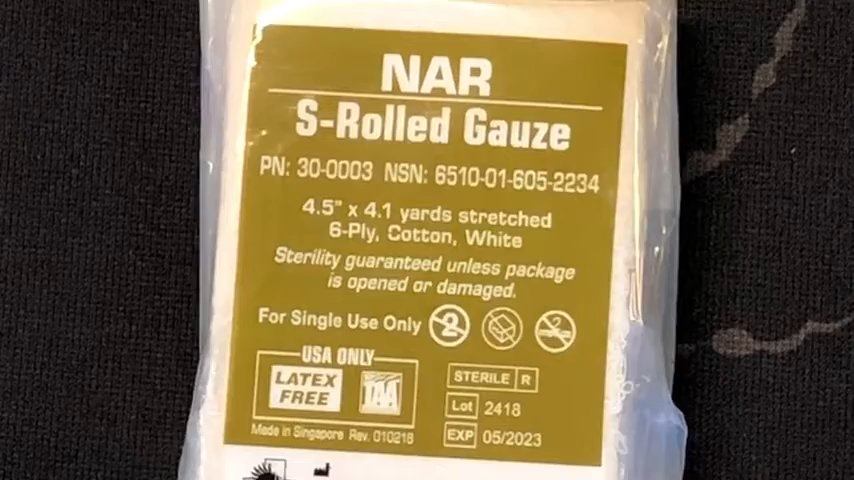 NAR
S-Rolled Gauze
PN: 30-0003 NSN: 6510-01-605-2234
4.5" x 4.1 yards stretched
6-Ply, Cotton, White
Sterility guaranteed unless package
is opened or damaged.
For Single Use Only 2
USA ONLY
LATEX
FREE
TAA
STERILE R
Lot 2418
EXP 05/2023
Made in Singapore Rev. 010218